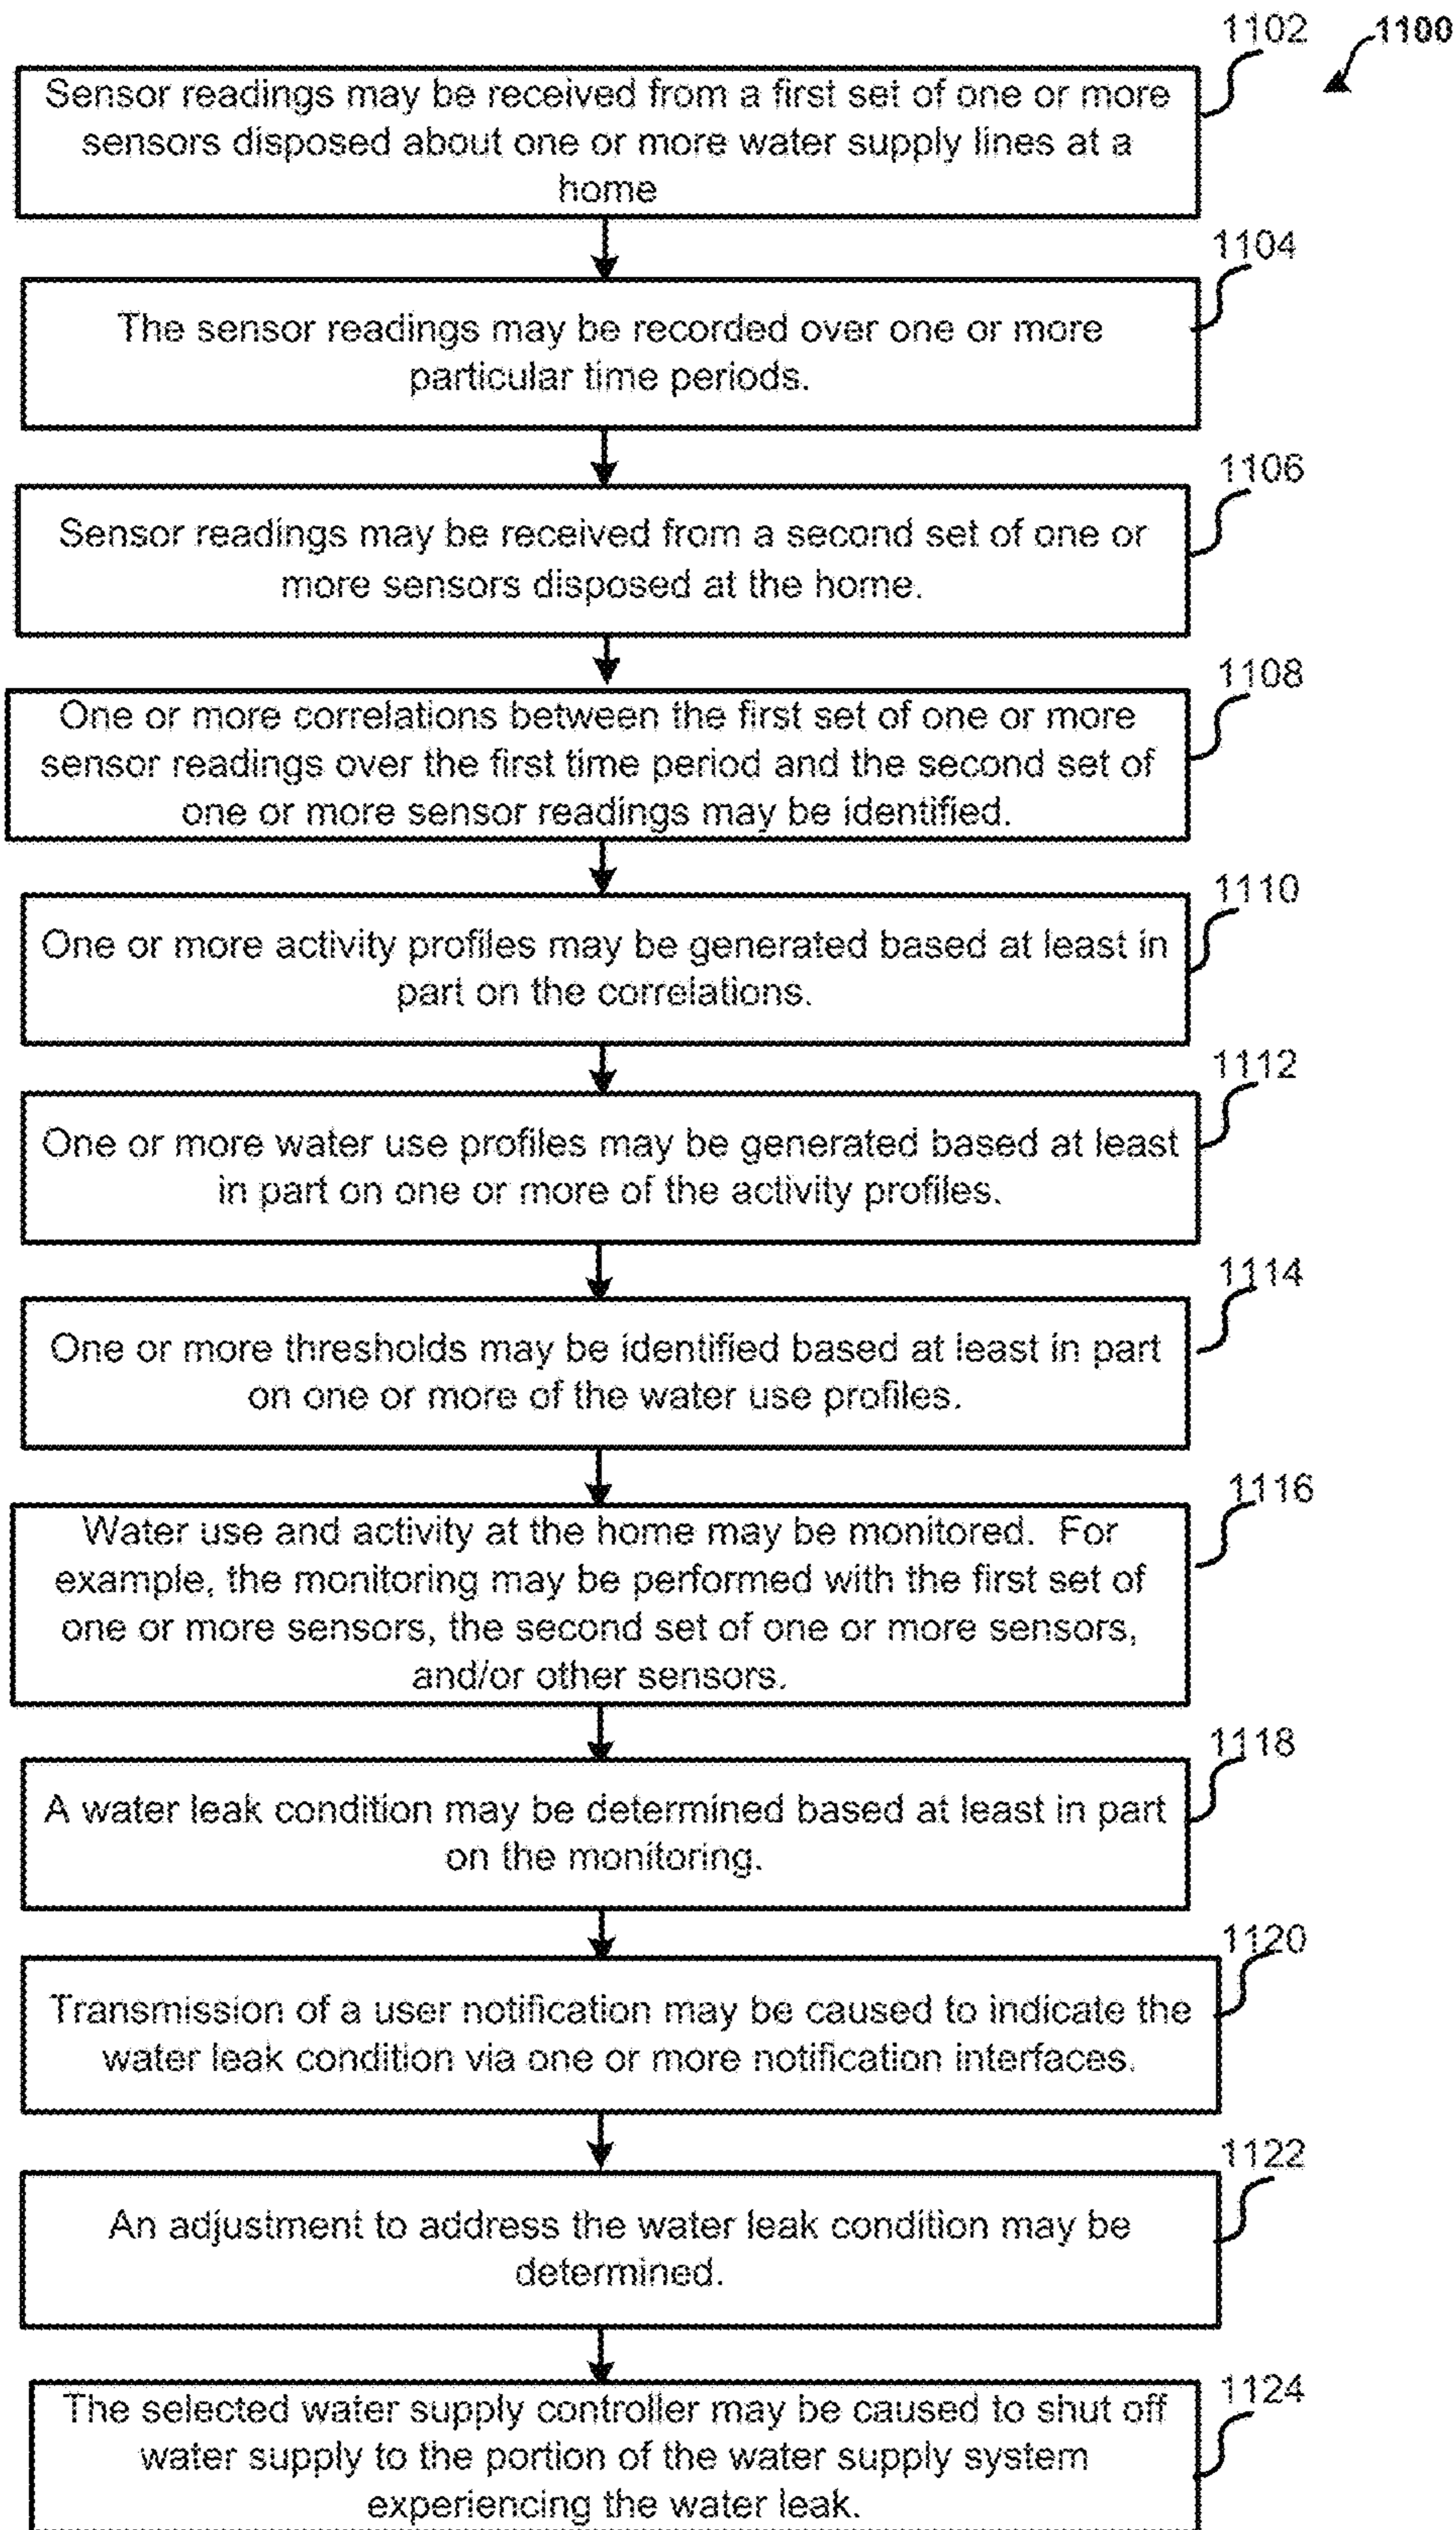 1102
1100
Sensor readings may be received from a first set of one or more
sensors disposed about one or more water supply lines at a
home
1104
The sensor readings may be recorded over one or more
particular time periods.
1106
Sensor readings may be received from a second set of one or
more sensors disposed at the home.
1108
One or more correlations between the first set of one or more
sensor readings over the first time period and the second set of
one or more sensor readings may be identified.
1110
One or more activity profiles may be generated based at least in
part on the correlations.
1112
One or more water use profiles may be generated based at least
in part on one or more of the activity profiles.
1114
One or more thresholds may be identified based at least in part
on one or more of the water use profiles.
1116
Water use and activity at the home may be monitored. For
example, the monitoring may be performed with the first set of
one or more sensors, the second set of one or more sensors,
and/or other sensors.
1118
A water leak condition may be determined based at least in part
on the monitoring.
1120
Transmission of a user notification may be caused to indicate the
water leak condition via one or more notification interfaces.
1122
An adjustment to address the water leak condition may be
determined.
1124
The selected water supply controller may be caused to shut off
water supply to the portion of the water supply system
experiencing the water leak.